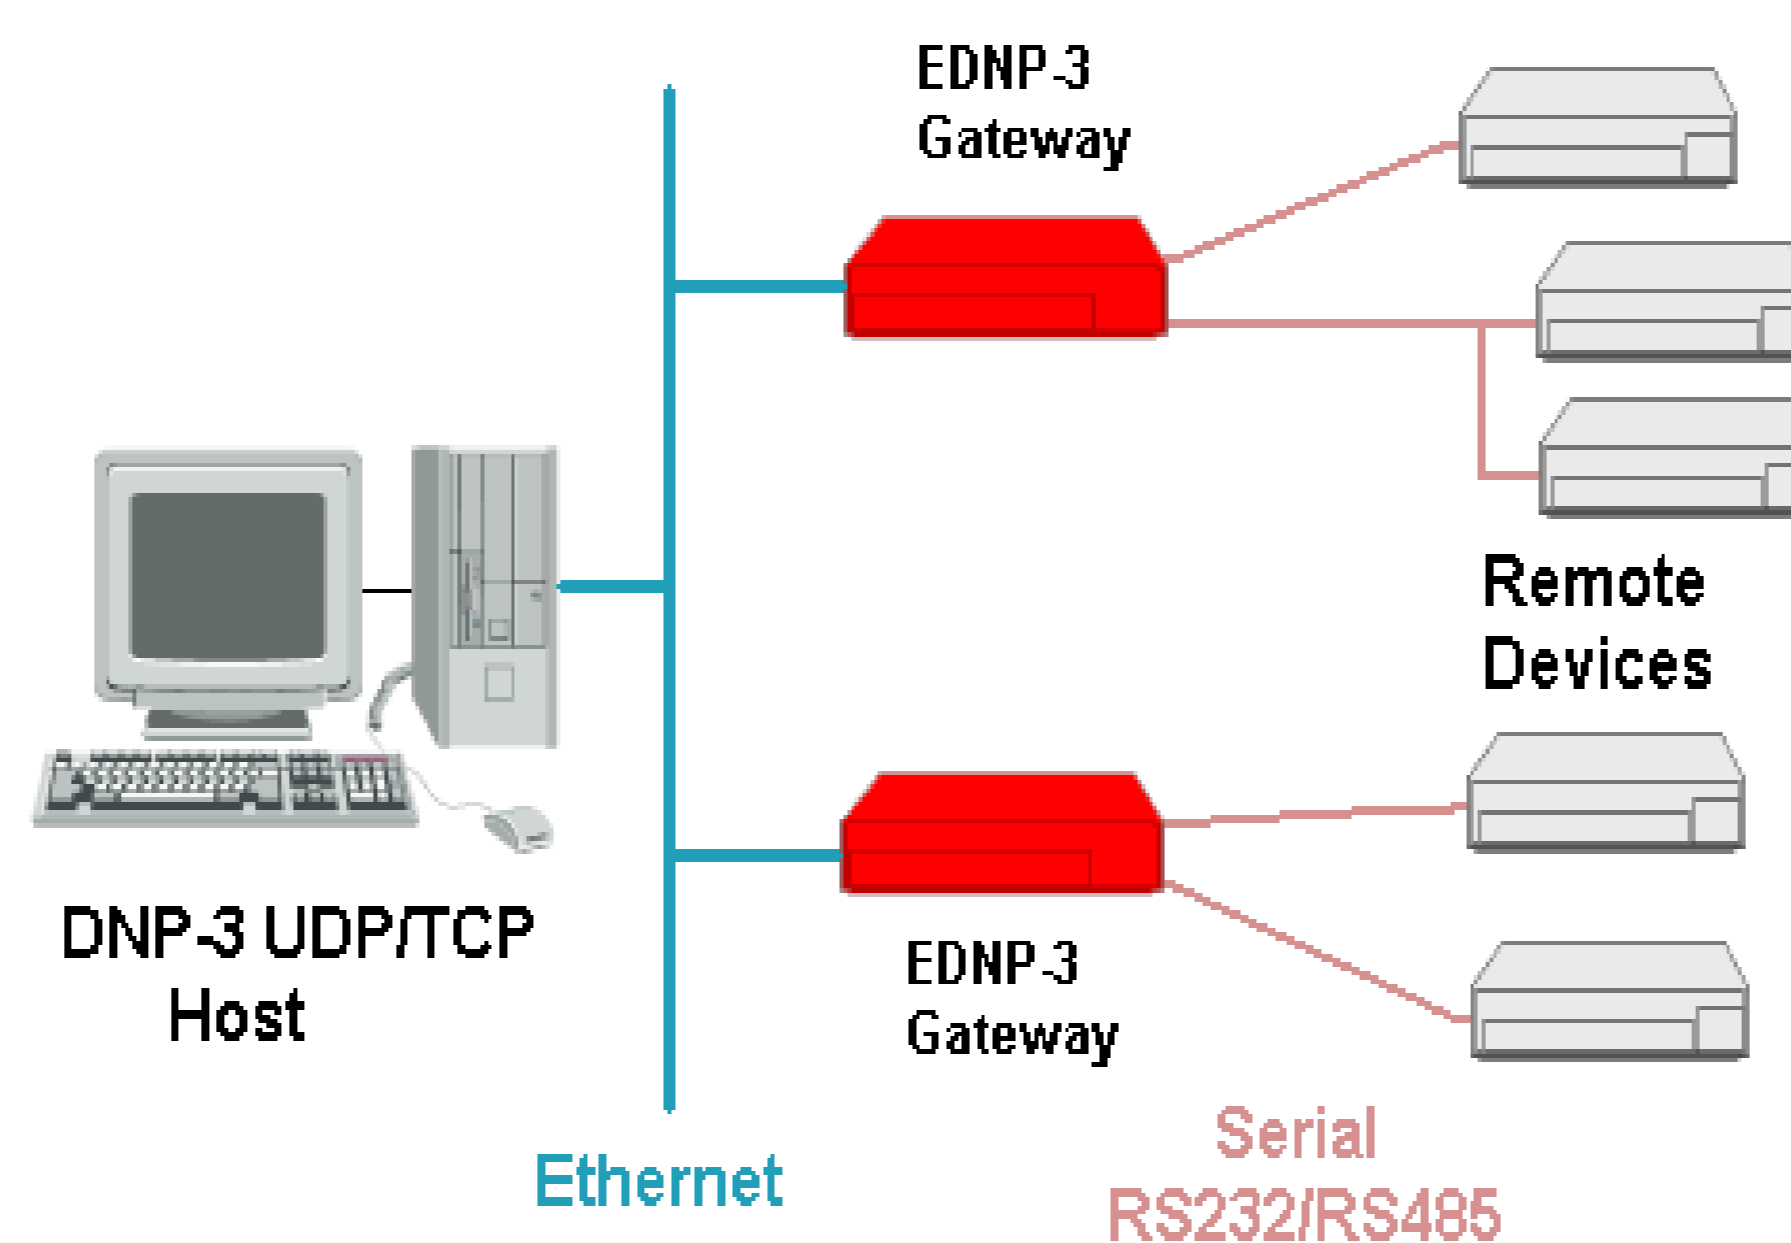 EDNP-3
Gateway
Remote
Devices
DNP-3 UDP/TCP
Host
EDNP-3
Gateway
Ethernet
Serial
RS232/RS485